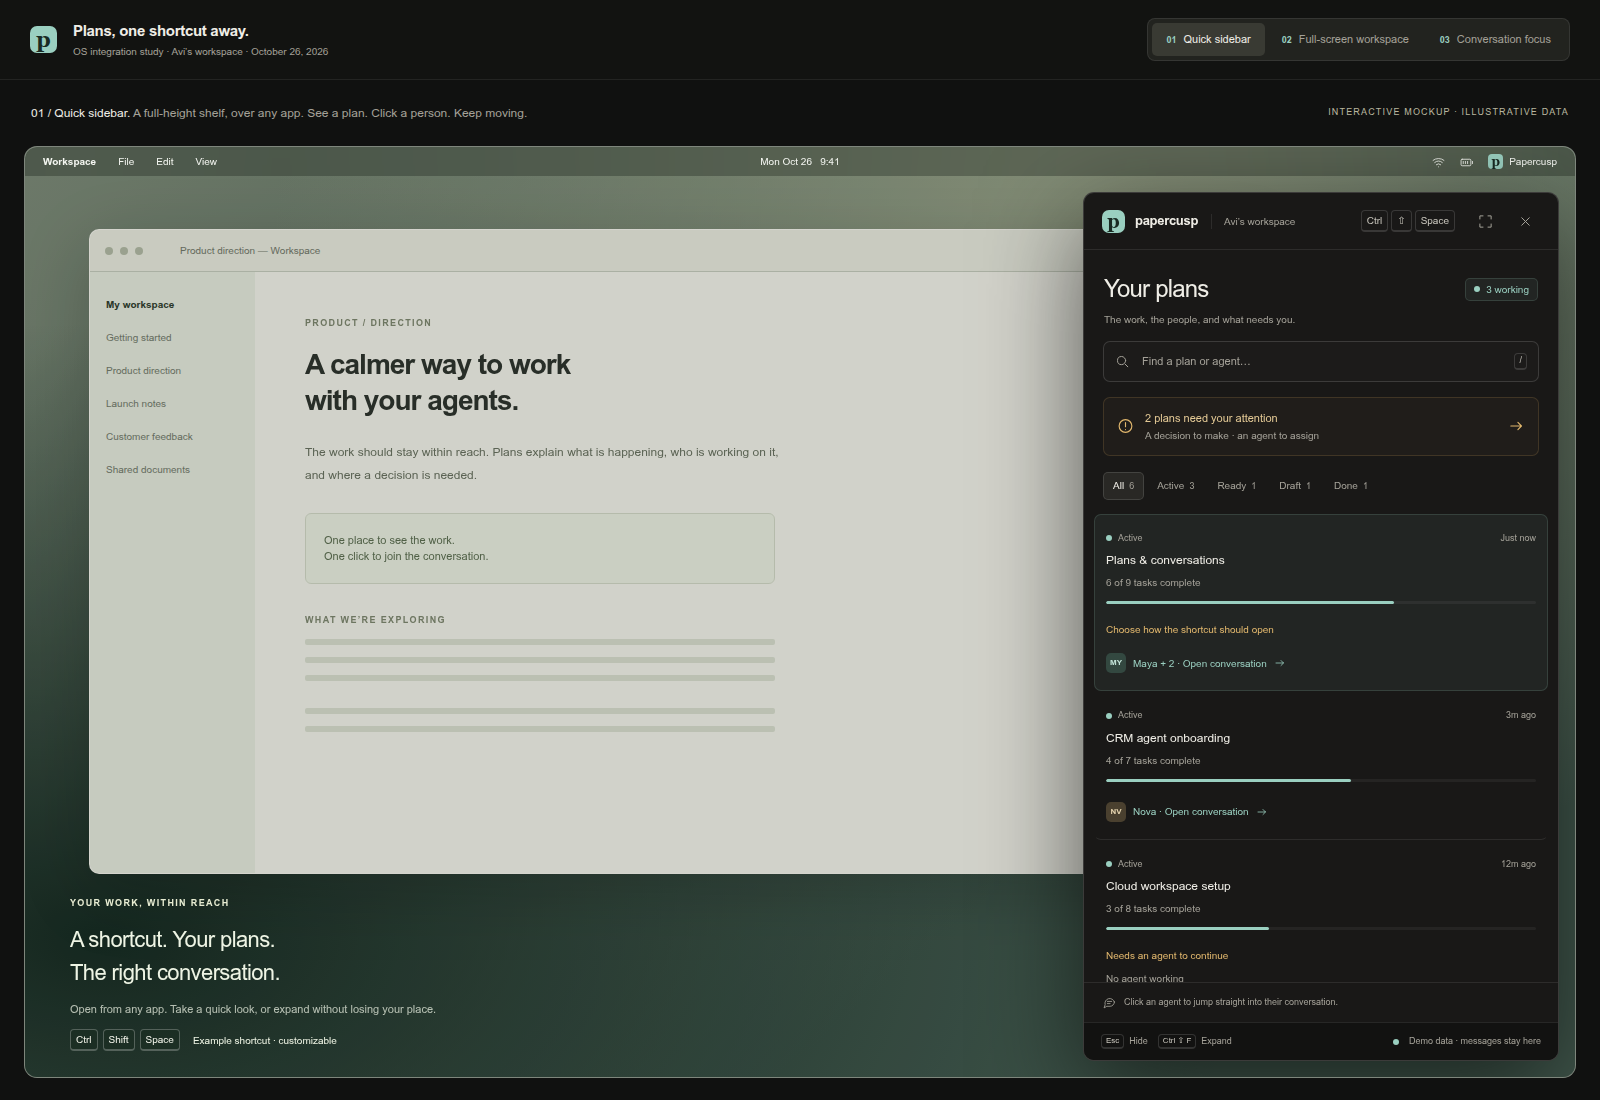 p
Plans, one shortcut away.
OS integration study · Avi's workspace · October 26, 2026
01 Quick sidebar
02 Full-screen workspace
03 Conversation focus
01 / Quick sidebar. A full-height shelf, over any app. See a plan. Click a person. Keep moving.
INTERACTIVE MOCKUP · ILLUSTRATIVE DATA
Workspace File Edit View
Mon Oct 26 9:41
p Papercusp
Product direction — Workspace
My workspace
Getting started
Product direction
Launch notes
Customer feedback
Shared documents
PRODUCT / DIRECTION
A calmer way to work
with your agents.
The work should stay within reach. Plans explain what is happening, who is working on it,
and where a decision is needed.
One place to see the work.
One click to join the conversation.
WHAT WE'RE EXPLORING
YOUR WORK, WITHIN REACH
A shortcut. Your plans.
The right conversation.
Open from any app. Take a quick look, or expand without losing your place.
Ctrl Shift Space Example shortcut · customizable
p papercusp Avi's workspace Ctrl ⇧ Space
Your plans
3 working
The work, the people, and what needs you.
Find a plan or agent… /
2 plans need your attention
A decision to make · an agent to assign
All 6 Active 3 Ready 1 Draft 1 Done 1
Active Just now
Plans & conversations
6 of 9 tasks complete
Choose how the shortcut should open
MY Maya + 2 · Open conversation →
Active 3m ago
CRM agent onboarding
4 of 7 tasks complete
NV Nova · Open conversation →
Active 12m ago
Cloud workspace setup
3 of 8 tasks complete
Needs an agent to continue
No agent working
Click an agent to jump straight into their conversation.
Esc Hide Ctrl ⇧ F Expand
Demo data · messages stay here